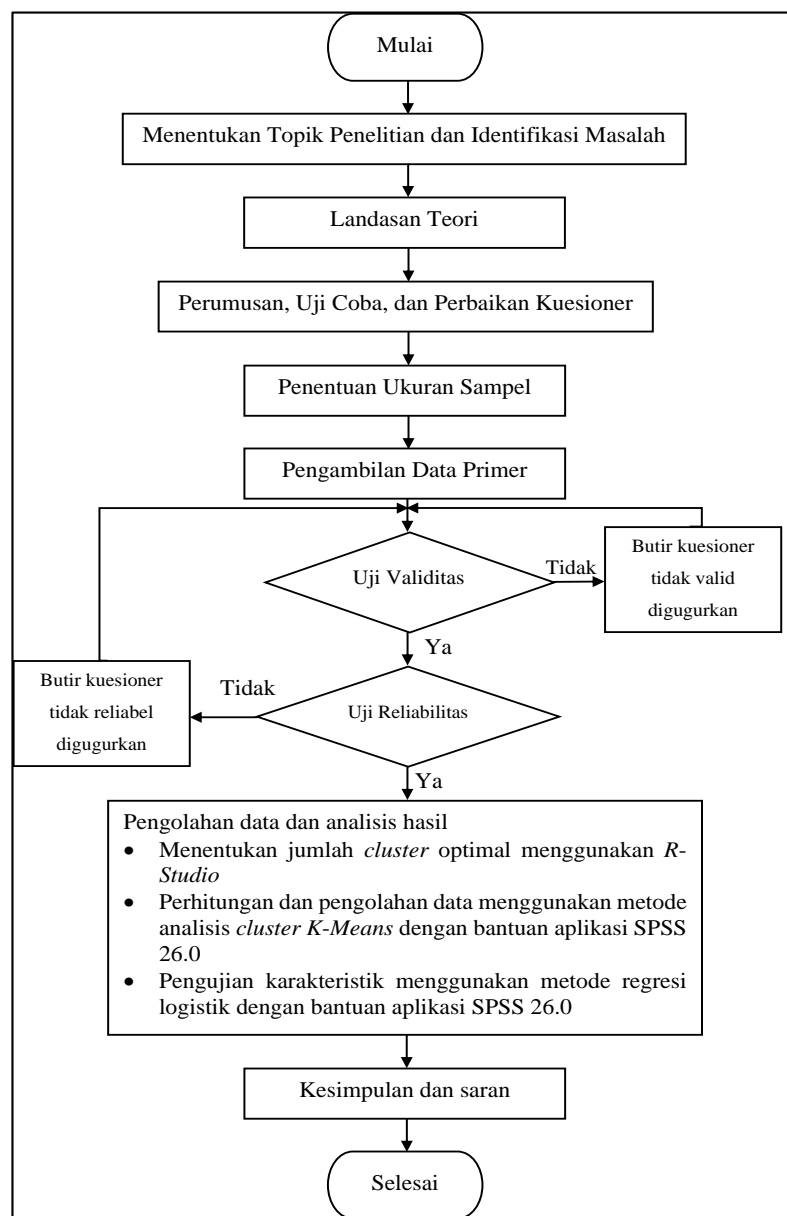 Mulai
Menentukan Topik Penelitian dan Identifikasi Masalah
Landasan Teori
Perumusan, Uji Coba, dan Perbaikan Kuesioner
Penentuan Ukuran Sampel
Pengambilan Data Primer
Uji Validitas
Tidak
Butir kuesioner
tidak valid
digugurkan
Ya
Uji Reliabilitas
Tidak
Butir kuesioner
tidak reliabel
digugurkan
Ya
Pengolahan data dan analisis hasil
• Menentukan jumlah cluster optimal menggunakan R-
Studio
• Perhitungan dan pengolahan data menggunakan metode
analisis cluster K-Means dengan bantuan aplikasi SPSS
26.0
• Pengujian karakteristik menggunakan metode regresi
logistik dengan bantuan aplikasi SPSS 26.0
Kesimpulan dan saran
Selesai